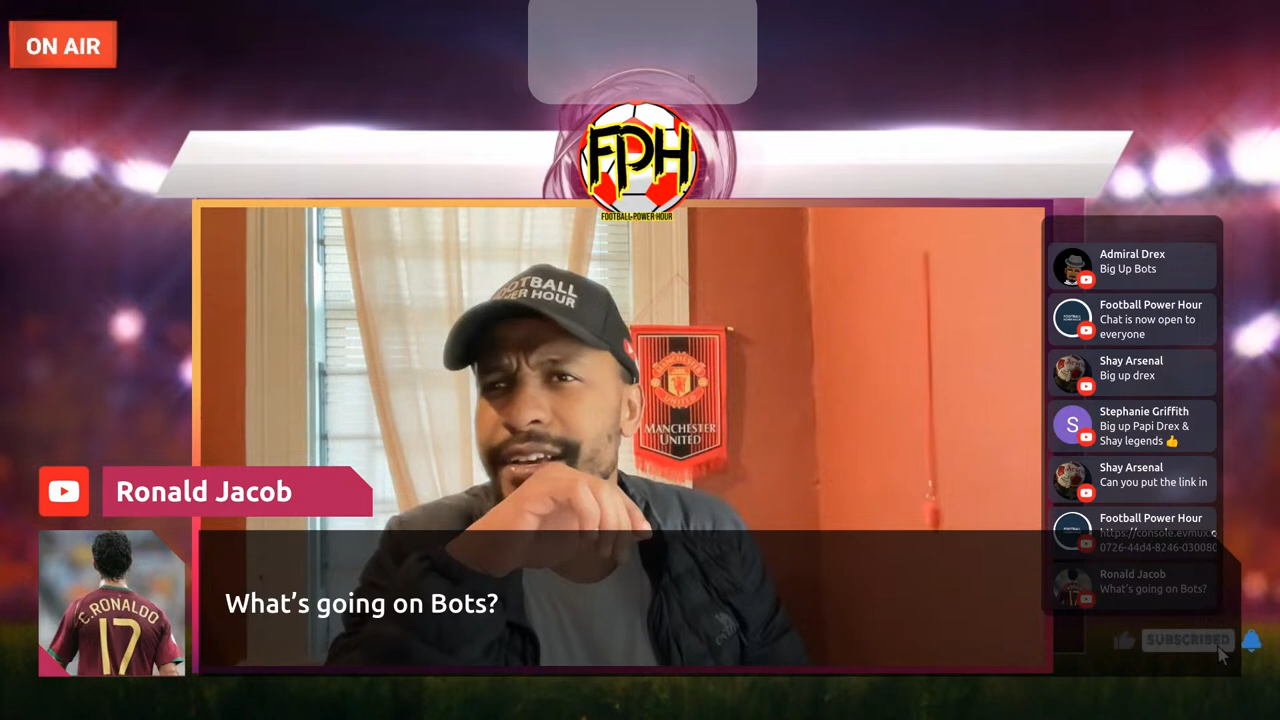 ON AIR
FPH
FOOTBALL POWER HOUR
FOOTBALL
POWER HOUR
MANCHESTER
UNITED
MANCHESTER
UNITED
Admiral Drex
Big Up Bots
Football Power Hour
Chat is now open to
everyone
Shay Arsenal
Big up drex
S
Stephanie Griffith
Big up Papi Drex &
Shay legends 👍
Shay Arsenal
Can you put the link in
Football Power Hour
https://console.evmux.c
0726-44d4-8246-030080
Ronald Jacob
What's going on Bots?
Ronald Jacob
C.RONALDO
17
What's going on Bots?
SUBSCRIBED